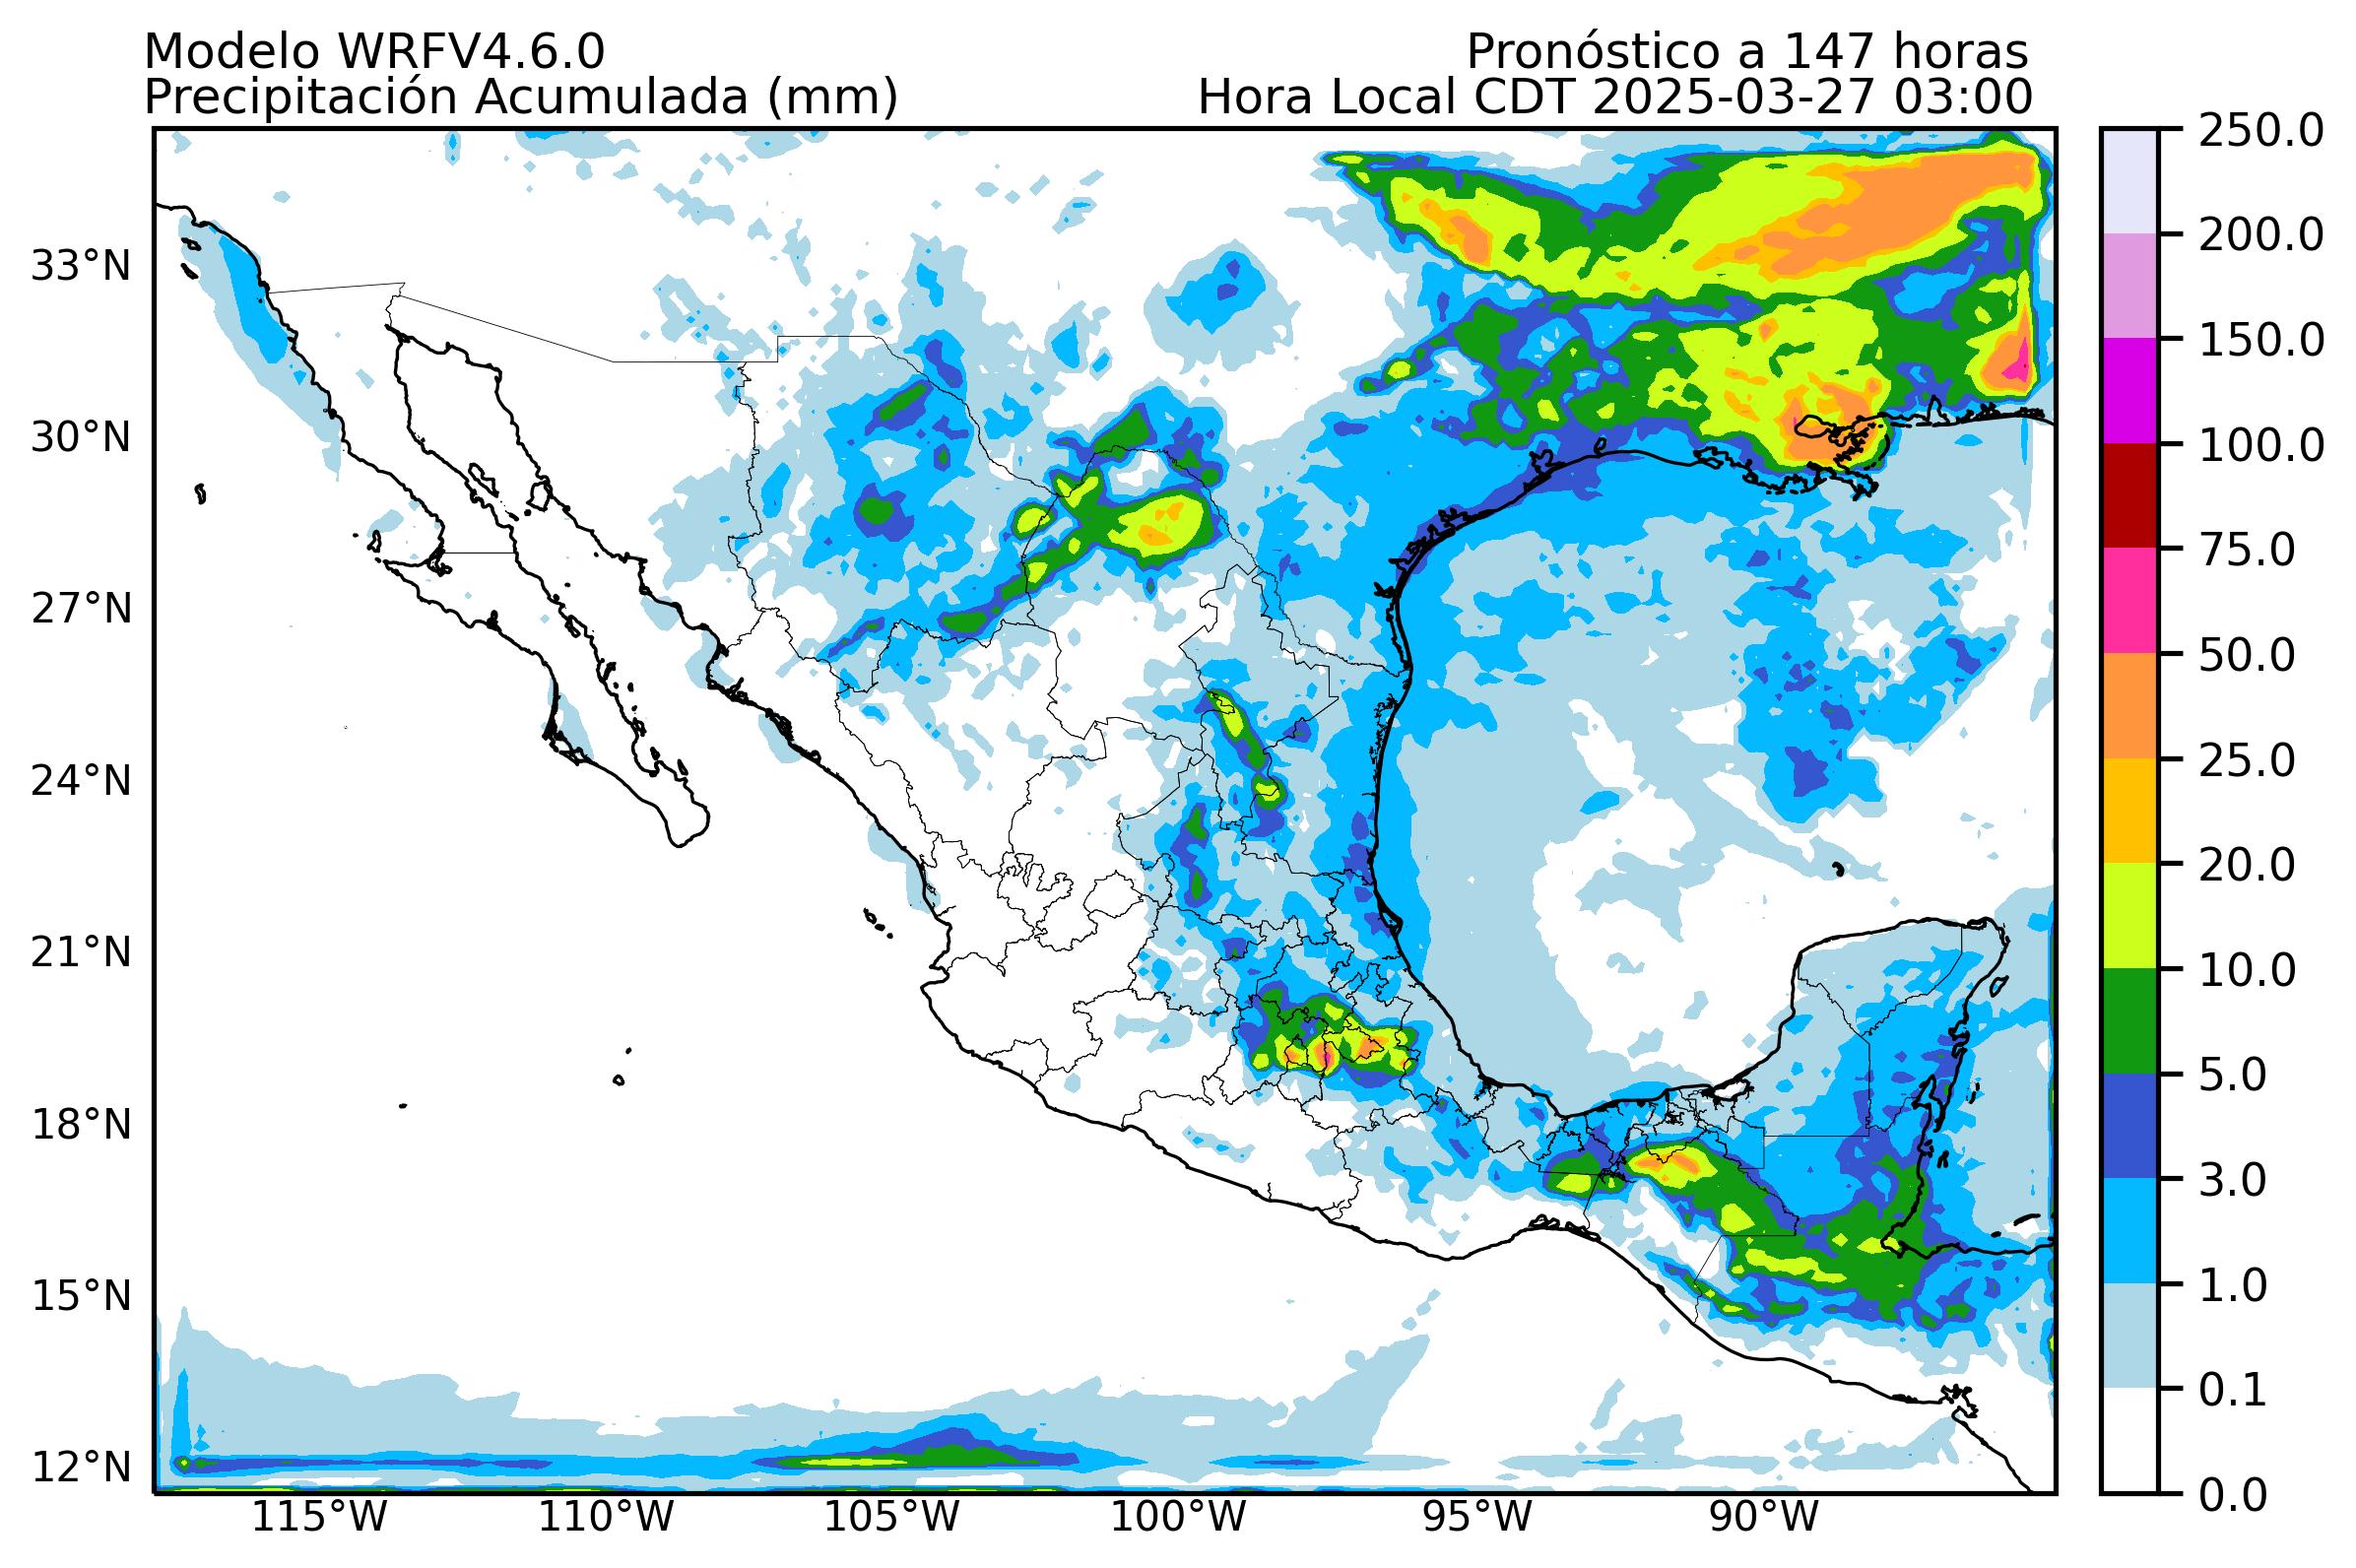 Modelo WRFV4.6.0
Pronóstico a 147 horas
Precipitación Acumulada (mm)
Hora Local CDT 2025-03-27 03:00
33°N
30°N
27°N
24°N
21°N
18°N
15°N
12°N
115°W
110°W
105°W
100°W
95°W
90°W
250.0
200.0
150.0
100.0
75.0
50.0
25.0
20.0
10.0
5.0
3.0
1.0
0.1
0.0